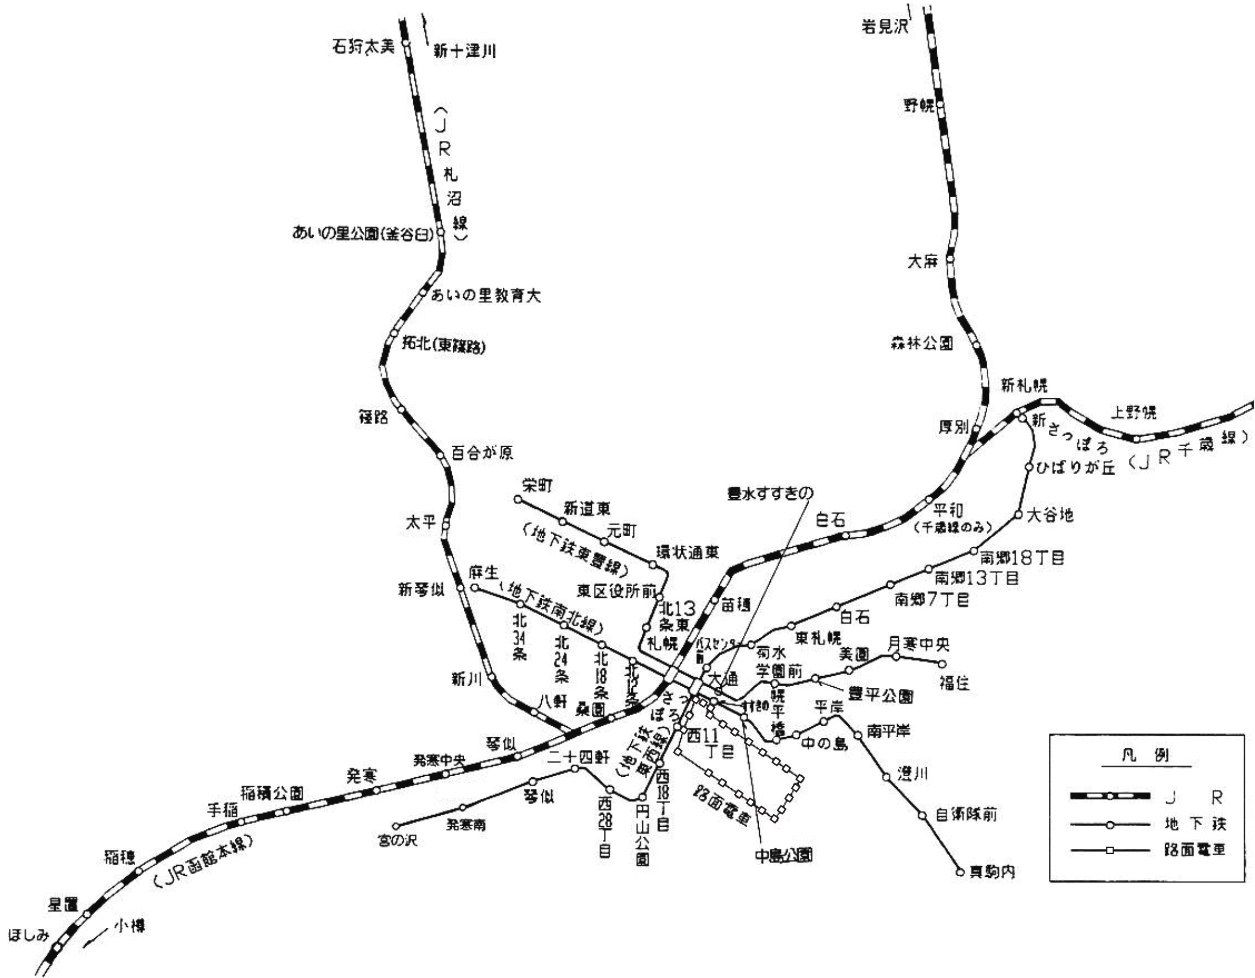 石狩太美
新十津川
(JR札沼線)
あいの里公園(釜谷臼)
あいの里教育大
拓北(東篠路)
篠路
百合が原
太平
新琴似
新川
八軒
桑園
岩見沢
野幌
大麻
森林公園
厚別
新札幌
上野幌
(JR千歳線)
新さっぽろ
ひばりが丘
大谷地
南郷18丁目
南郷13丁目
南郷7丁目
白石
東札幌
菊水
バスセンター前
大通
平和
(千歳線のみ)
白石
苗穂
札幌
豊水すすきの
栄町
新道東
元町
環状通東
(地下鉄東豊線)
東区役所前
北13条東
麻生
(地下鉄南北線)
北34条
北24条
北18条
北12条
さっぽろ
すすきの
学園前
豊平公園
美園
月寒中央
福住
幌平橋
中の島
平岸
南平岸
澄川
自衛隊前
真駒内
中島公園
路面電車
西11丁目
西18丁目
円山公園
西28丁目
二十四軒
(地下鉄東西線)
琴似
発寒南
宮の沢
琴似
発寒中央
発寒
稲積公園
手稲
稲穂
(JR函館本線)
星置
ほしみ
小樽
凡例
JR
地下鉄
路面電車